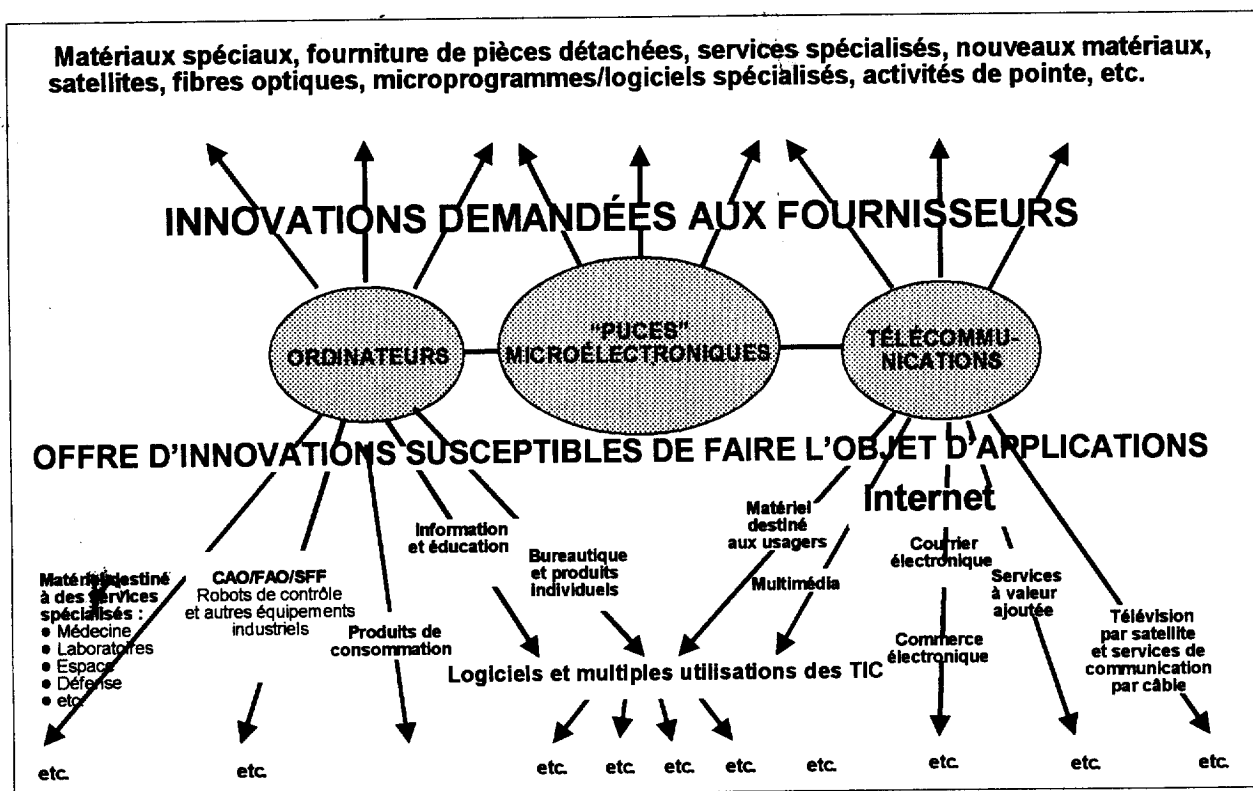 Matériaux spéciaux, fourniture de pièces détachées, services spécialisés, nouveaux matériaux,
satellites, fibres optiques, microprogrammes/logiciels spécialisés, activités de pointe, etc.
INNOVATIONS DEMANDÉES AUX FOURNISSEURS
ORDINATEURS
"PUCES"
MICROÉLECTRONIQUES
TÉLÉCOMMU-
NICATIONS
OFFRE D'INNOVATIONS SUSCEPTIBLES DE FAIRE L'OBJET D'APPLICATIONS
Internet
Matériel destiné
à des services
spécialisés :
● Médecine
● Laboratoires
● Espace
● Défense
● etc.
CAO/FAO/SFF
Robots de contrôle
et autres équipements
industriels
Produits de
consommation
Information
et éducation
Bureautique
et produits
individuels
Matériel
destiné
aux usagers
Multimédia
Courrier
électronique
Commerce
électronique
Services
à valeur
ajoutée
Télévision
par satellite
et services de
communication
par câble
Logiciels et multiples utilisations des TIC
etc.
etc.
etc.
etc.
etc.
etc.
etc.
etc.
etc.
etc.